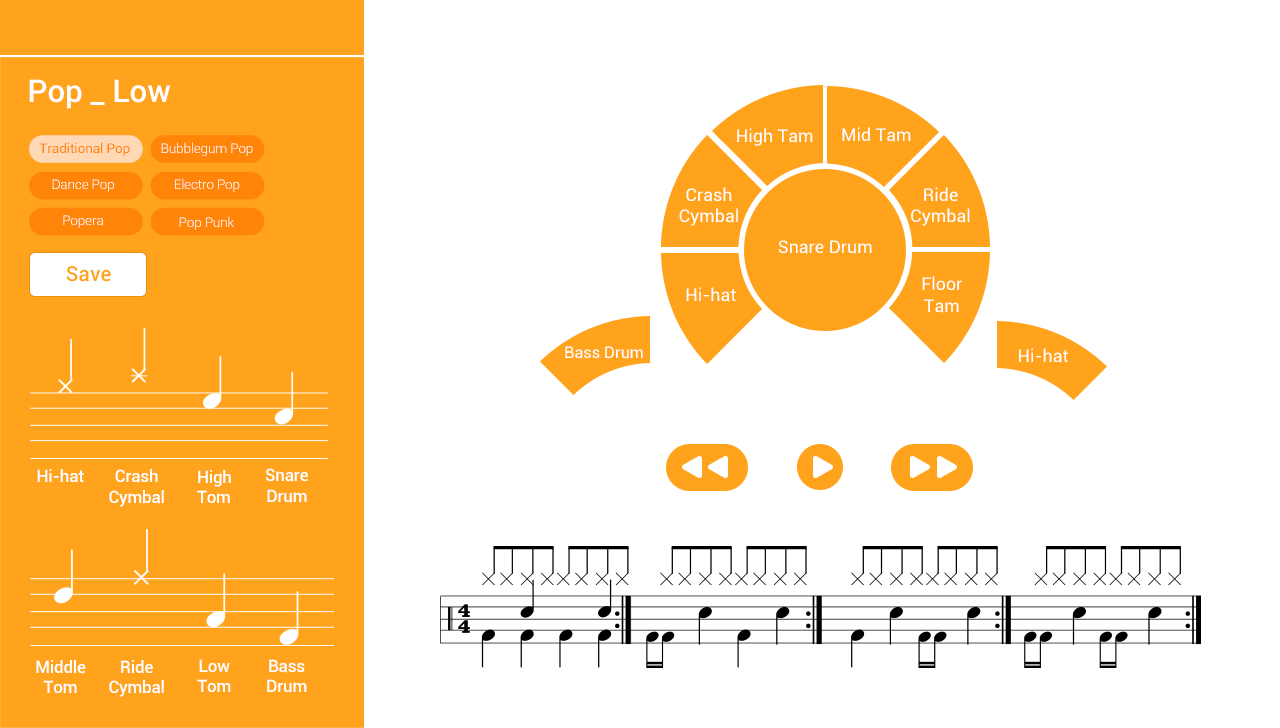 Pop _ Low
Traditional Pop
Bubblegum Pop
Dance Pop
Electro Pop
Popera
Pop Punk
Save
Hi-hat
Crash
Cymbal
High
Tom
Snare
Drum
Middle
Tom
Ride
Cymbal
Low
Tom
Bass
Drum
High Tam
Mid Tam
Crash
Cymbal
Ride
Cymbal
Snare Drum
Hi-hat
Floor
Tam
Bass Drum
Hi-hat
4
4